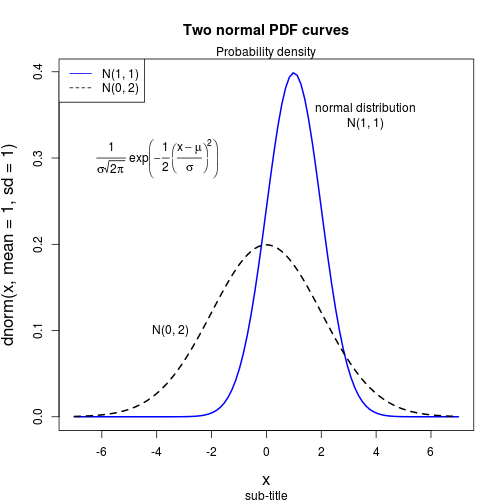 Two normal PDF curves
Probability density
N(1, 1)
N(0, 2)
normal distribution
N(1, 1)
1/(σ√2π) exp(−1/2 ((x − μ)/σ)²)
N(0, 2)
dnorm(x, mean = 1, sd = 1)
0.4
0.3
0.2
0.1
0.0
-6 -4 -2 0 2 4 6
x
sub-title